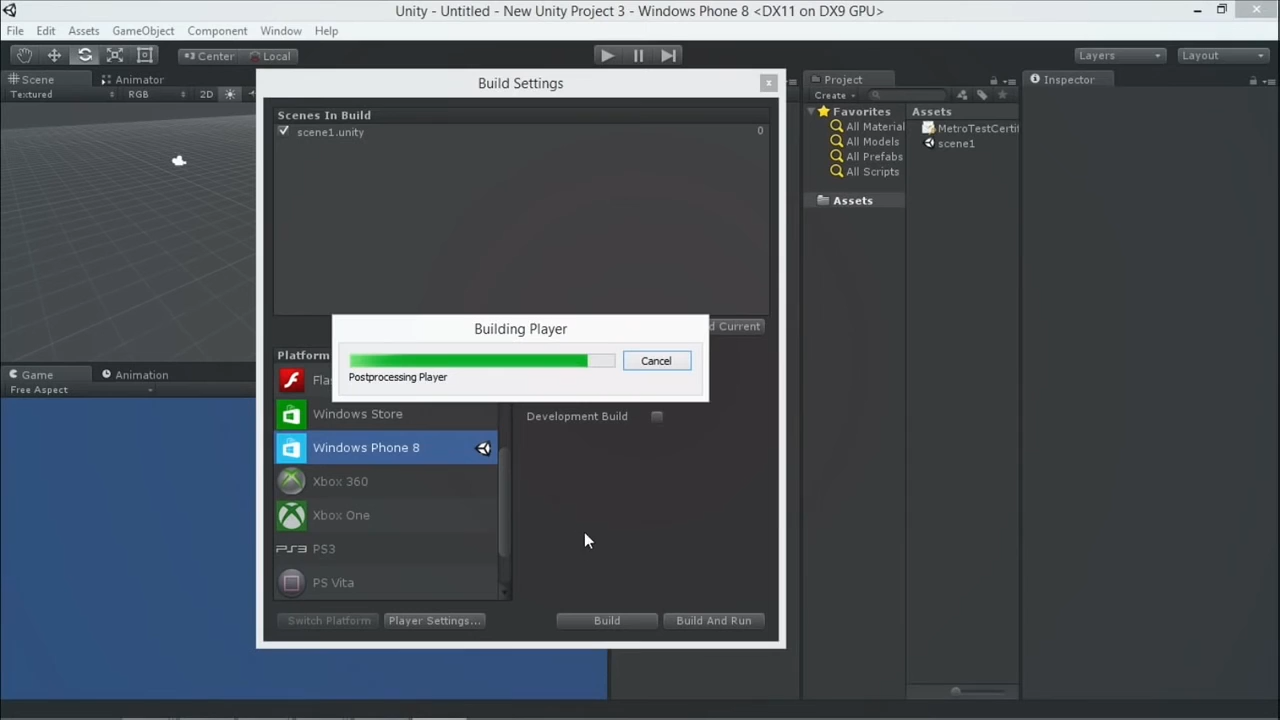 Unity - Untitled - New Unity Project 3 - Windows Phone 8 <DX11 on DX9 GPU>
File Edit Assets GameObject Component Window Help
Center Local Layers Layout
Scene Animator
Textured RGB 2D
Build Settings
Scenes In Build
scene1.unity 0
d Current
Building Player
Cancel
Postprocessing Player
Platform
Fla
Windows Store
Windows Phone 8
Xbox 360
Xbox One
PS3 PS3
PS Vita
Development Build
Switch Platform Player Settings... Build Build And Run
Game Animation
Free Aspect
Project
Create
Favorites
All Material
All Models
All Prefabs
All Scripts
Assets
Assets
MetroTestCertif
scene1
Inspector